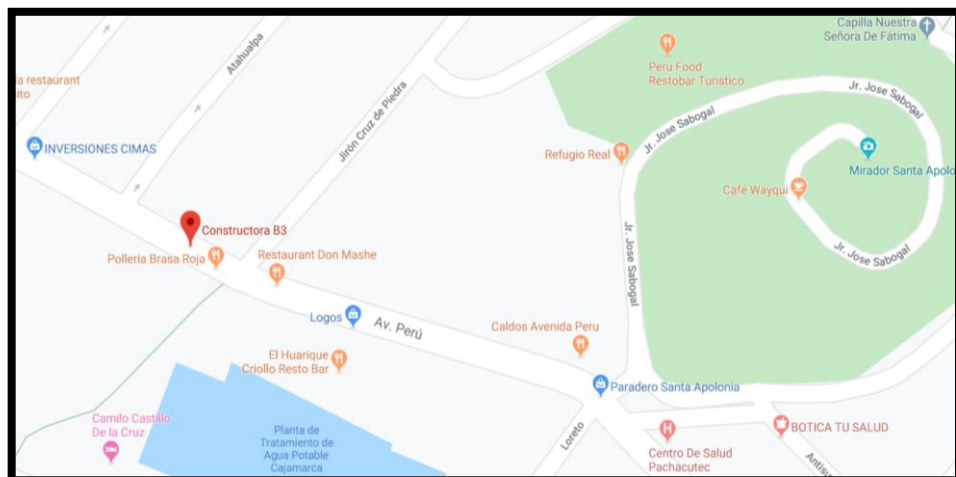 Capilla Nuestra
Señora De Fátima
Atahualpa
Peru Food
Restobar Turistico
a restaurant
ito
Jirón Cruz de Piedra
Jr. Jose Sabogal
Jr. Jose Sabogal
INVERSIONES CIMAS
Refugio Real
Mirador Santa Apolo
Café Wayqui
Constructora B3
Polleria Brasa Roja
Restaurant Don Mashe
Jr. Jose Sabogal
Jr. Jose Sabogal
Logos
Av. Perú
Caldos Avenida Peru
El Huarique
Criollo Resto Bar
Paradero Santa Apolonia
Camilo Castillo
De la Cruz
Planta de
Tratamiento de
Agua Potable
Cajamarca
Loreto
H
BOTICA TU SALUD
Centro De Salud
Pachacutec
Antisu